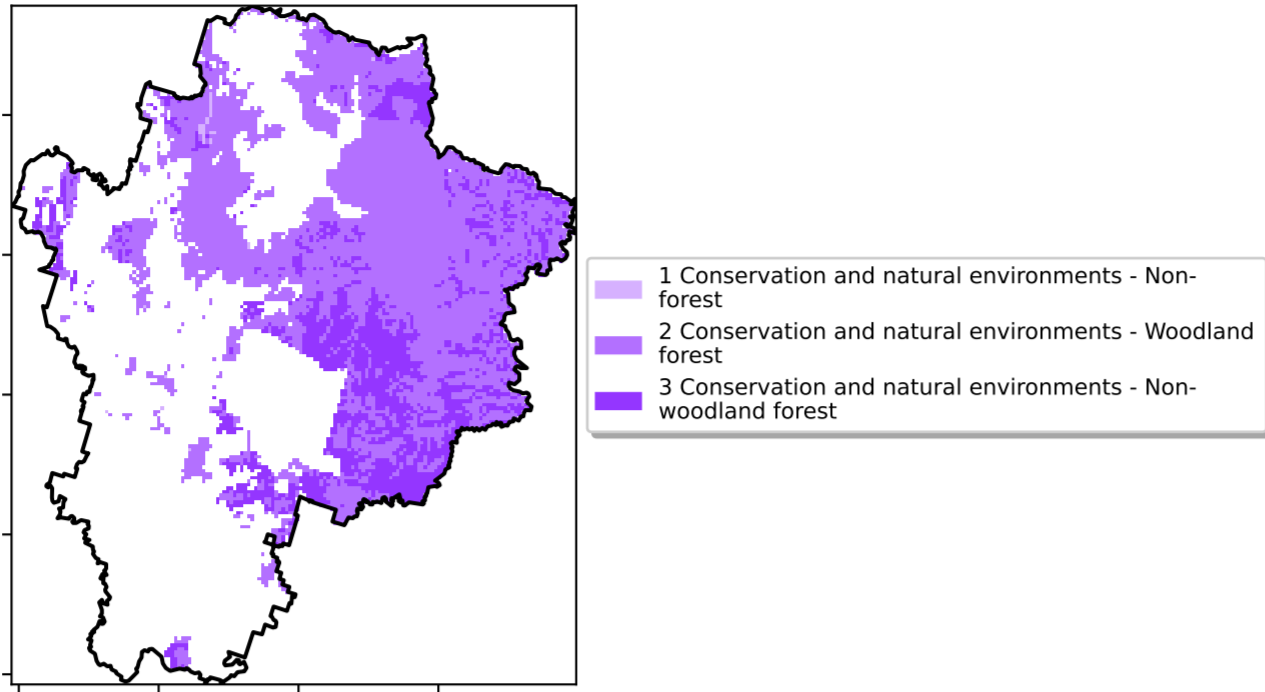 1 Conservation and natural environments - Non-
forest
2 Conservation and natural environments - Woodland
forest
3 Conservation and natural environments - Non-
woodland forest